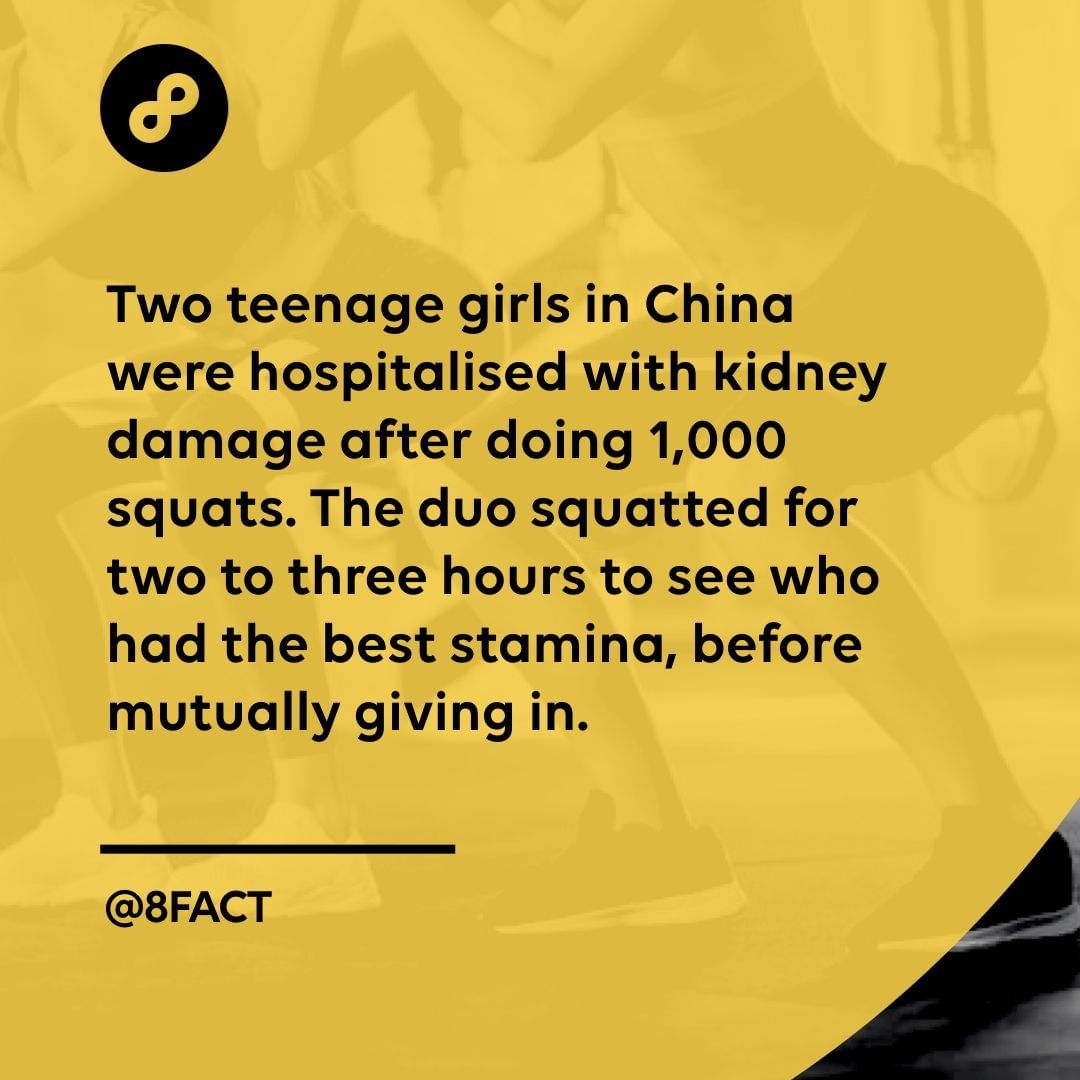 Two teenage girls in China
were hospitalised with kidney
damage after doing 1,000
squats. The duo squatted for
two to three hours to see who
had the best stamina, before
mutually giving in.
@8FACT